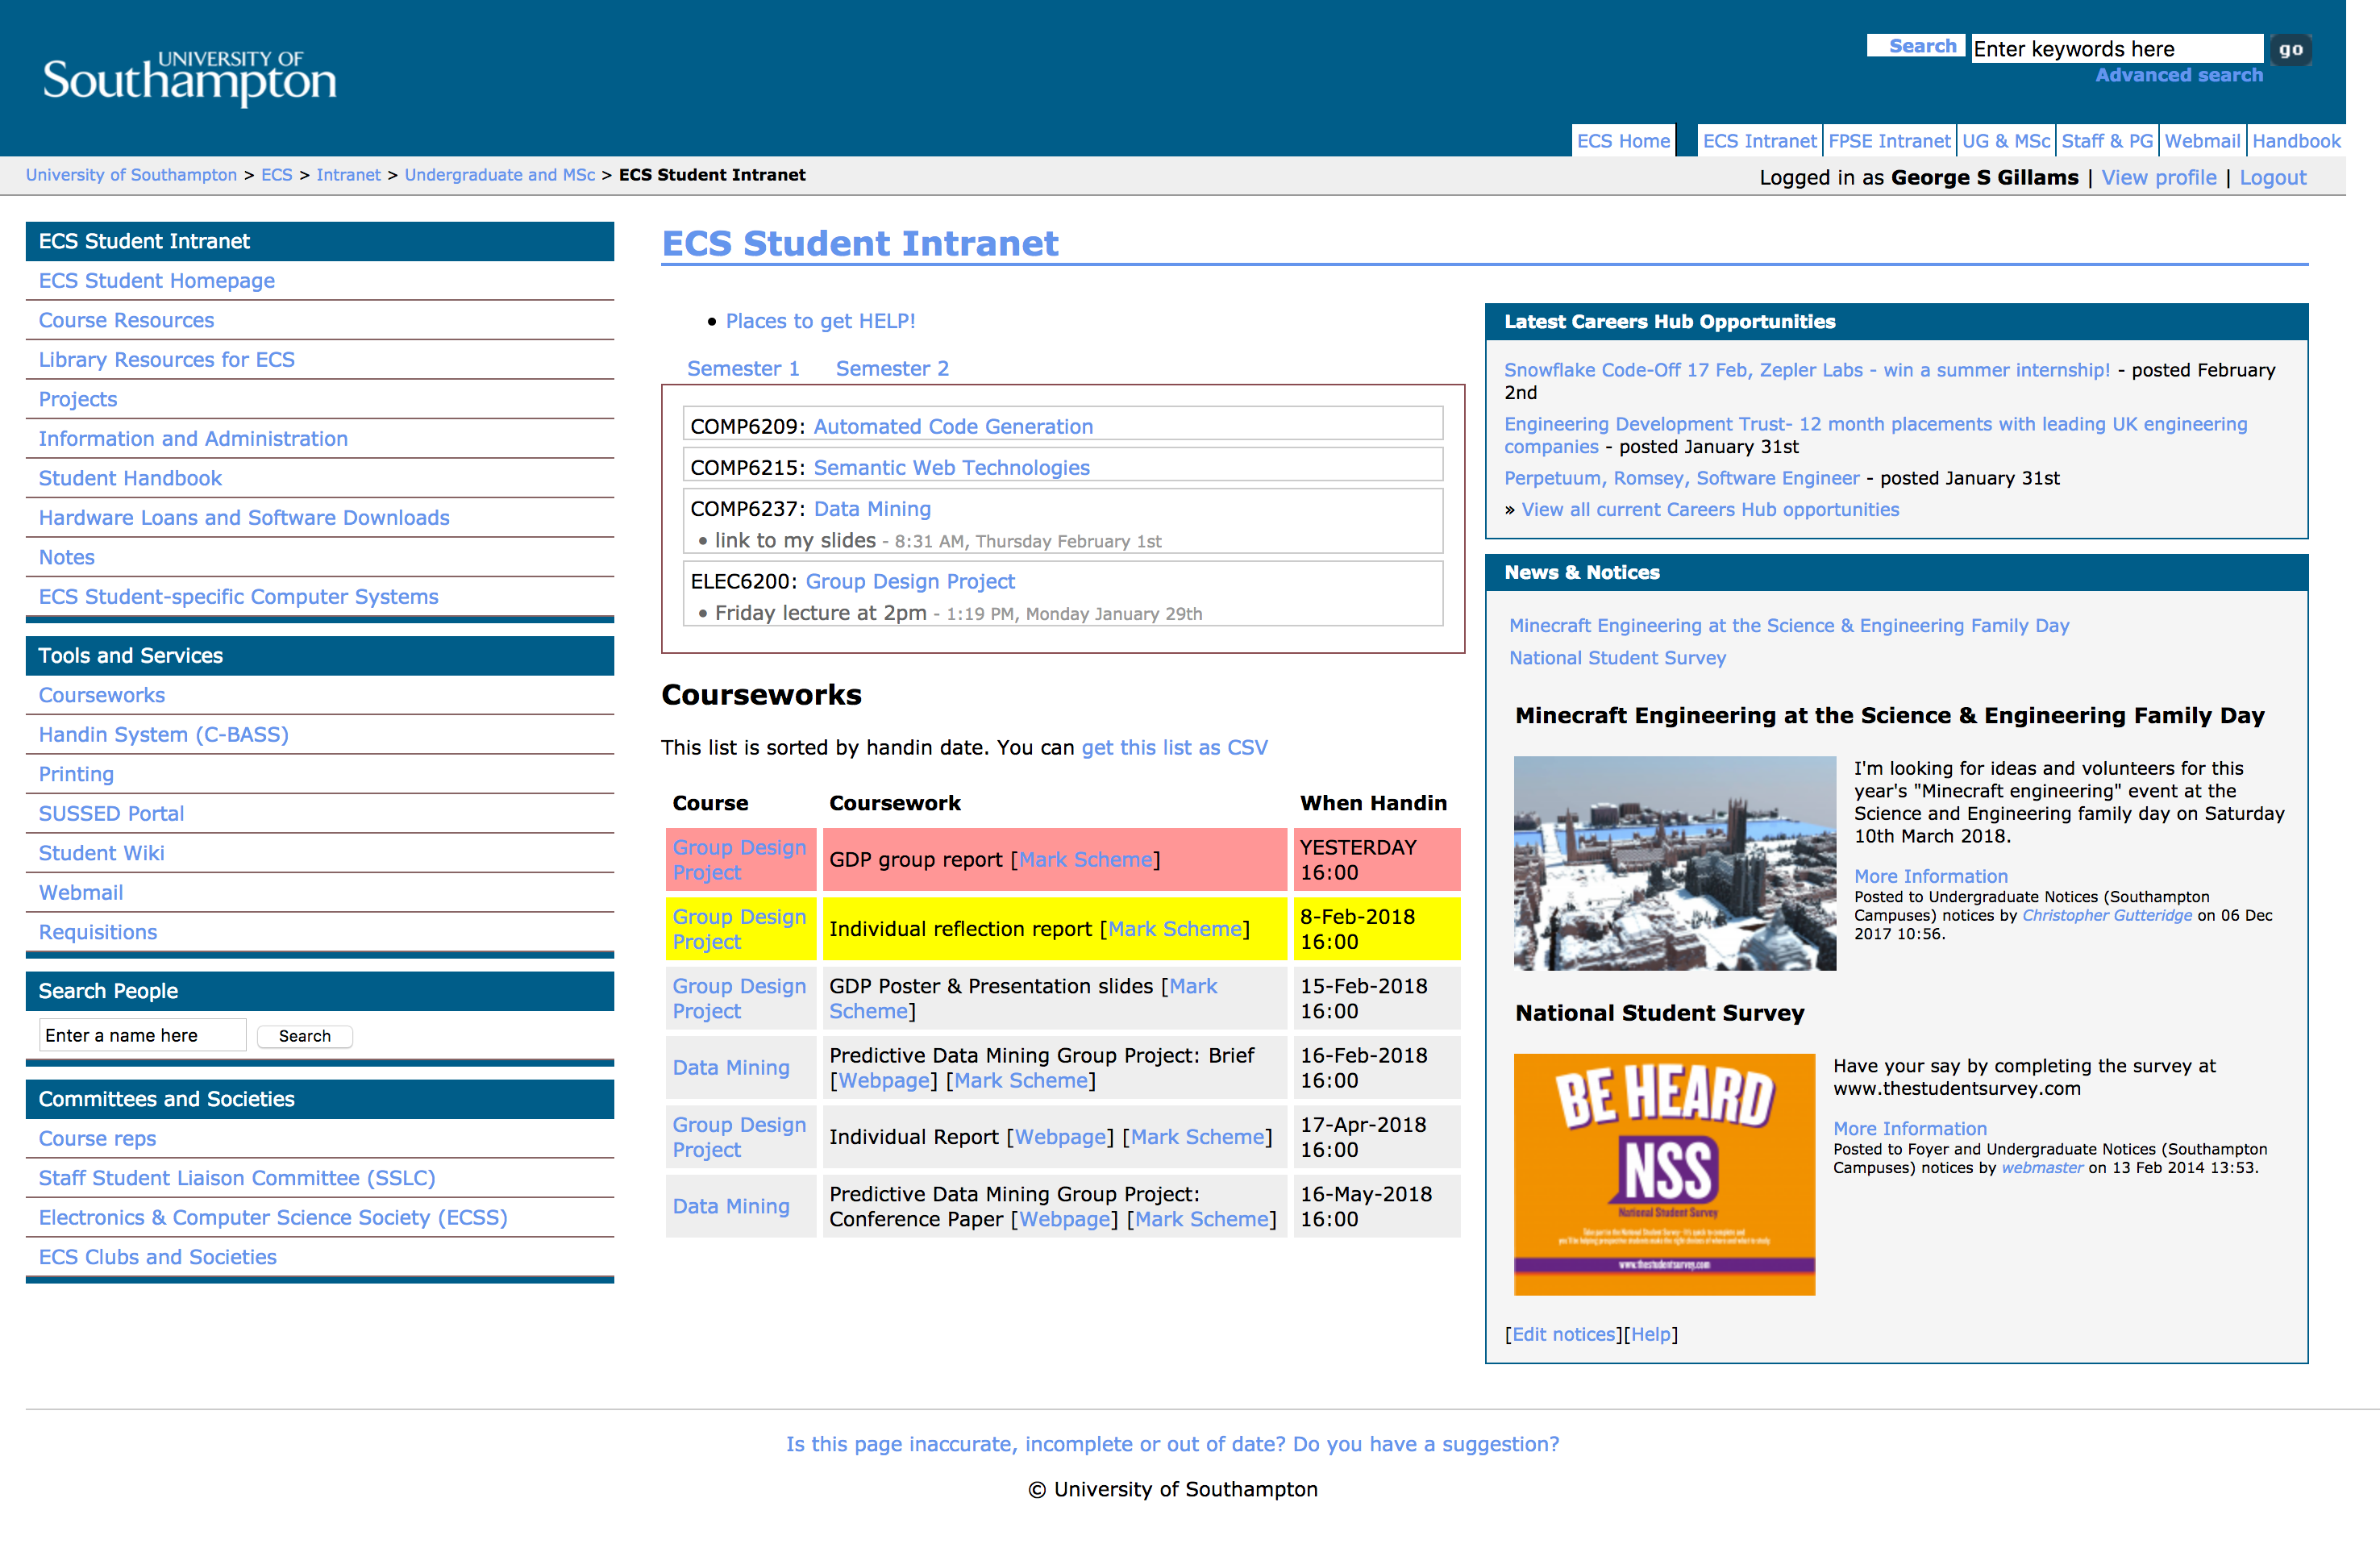 UNIVERSITY OF
Southampton
Search
Enter keywords here
go
Advanced search
ECS Home
ECS Intranet
FPSE Intranet
UG & MSc
Staff & PG
Webmail
Handbook
University of Southampton > ECS > Intranet > Undergraduate and MSc > ECS Student Intranet
Logged in as George S Gillams | View profile | Logout
ECS Student Intranet
ECS Student Homepage
Course Resources
Library Resources for ECS
Projects
Information and Administration
Student Handbook
Hardware Loans and Software Downloads
Notes
ECS Student-specific Computer Systems
Tools and Services
Courseworks
Handin System (C-BASS)
Printing
SUSSED Portal
Student Wiki
Webmail
Requisitions
Search People
Enter a name here
Search
Committees and Societies
Course reps
Staff Student Liaison Committee (SSLC)
Electronics & Computer Science Society (ECSS)
ECS Clubs and Societies
ECS Student Intranet
• Places to get HELP!
Semester 1
Semester 2
COMP6209: Automated Code Generation
COMP6215: Semantic Web Technologies
COMP6237: Data Mining
• link to my slides - 8:31 AM, Thursday February 1st
ELEC6200: Group Design Project
• Friday lecture at 2pm - 1:19 PM, Monday January 29th
Courseworks
This list is sorted by handin date. You can get this list as CSV
Course
Coursework
When Handin
Group Design
Project
GDP group report [Mark Scheme]
YESTERDAY
16:00
Group Design
Project
Individual reflection report [Mark Scheme]
8-Feb-2018
16:00
Group Design
Project
GDP Poster & Presentation slides [Mark
Scheme]
15-Feb-2018
16:00
Data Mining
Predictive Data Mining Group Project: Brief
[Webpage] [Mark Scheme]
16-Feb-2018
16:00
Group Design
Project
Individual Report [Webpage] [Mark Scheme]
17-Apr-2018
16:00
Data Mining
Predictive Data Mining Group Project:
Conference Paper [Webpage] [Mark Scheme]
16-May-2018
16:00
Latest Careers Hub Opportunities
Snowflake Code-Off 17 Feb, Zepler Labs - win a summer internship! - posted February
2nd
Engineering Development Trust- 12 month placements with leading UK engineering
companies - posted January 31st
Perpetuum, Romsey, Software Engineer - posted January 31st
» View all current Careers Hub opportunities
News & Notices
Minecraft Engineering at the Science & Engineering Family Day
National Student Survey
Minecraft Engineering at the Science & Engineering Family Day
I'm looking for ideas and volunteers for this
year's "Minecraft engineering" event at the
Science and Engineering family day on Saturday
10th March 2018.
More Information
Posted to Undergraduate Notices (Southampton
Campuses) notices by Christopher Gutteridge on 06 Dec
2017 10:56.
National Student Survey
BE HEARD
NSS
National Student Survey
www.thestudentsurvey.com
Have your say by completing the survey at
www.thestudentsurvey.com
More Information
Posted to Foyer and Undergraduate Notices (Southampton
Campuses) notices by webmaster on 13 Feb 2014 13:53.
[Edit notices][Help]
Is this page inaccurate, incomplete or out of date? Do you have a suggestion?
© University of Southampton